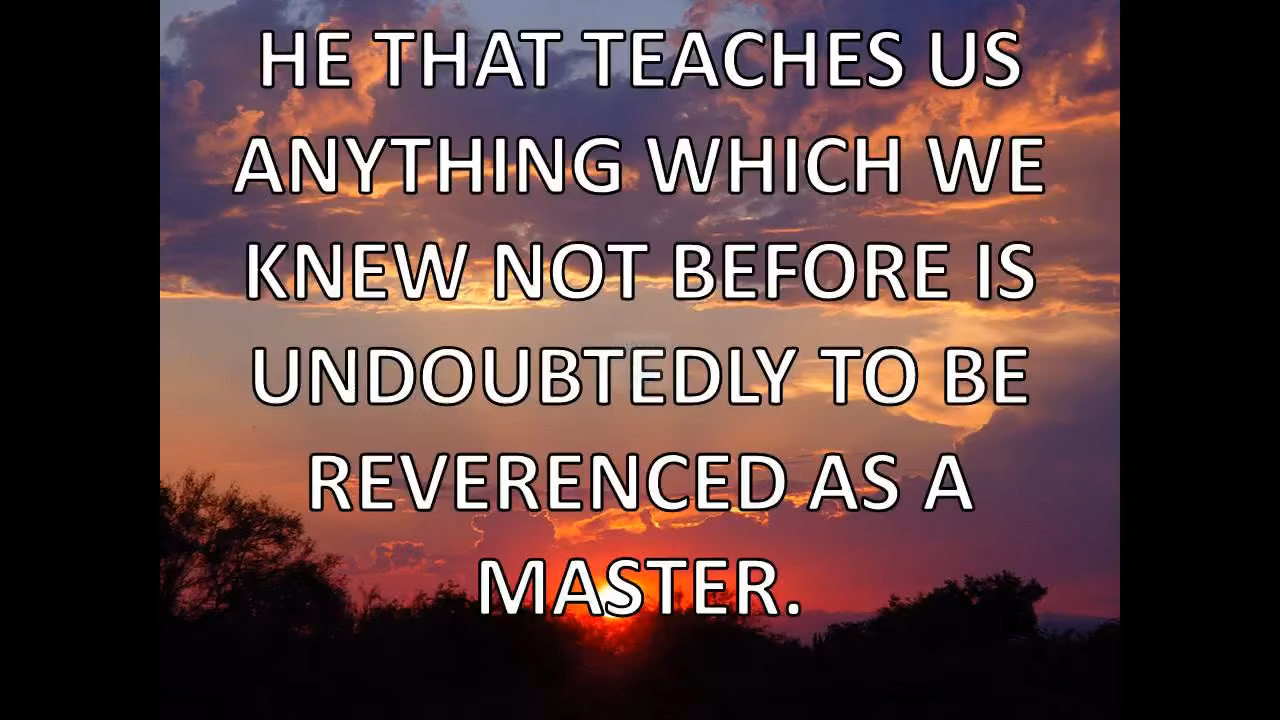 HE THAT TEACHES US
ANYTHING WHICH WE
KNEW NOT BEFORE IS
UNDOUBTEDLY TO BE
REVERENCED AS A
MASTER.